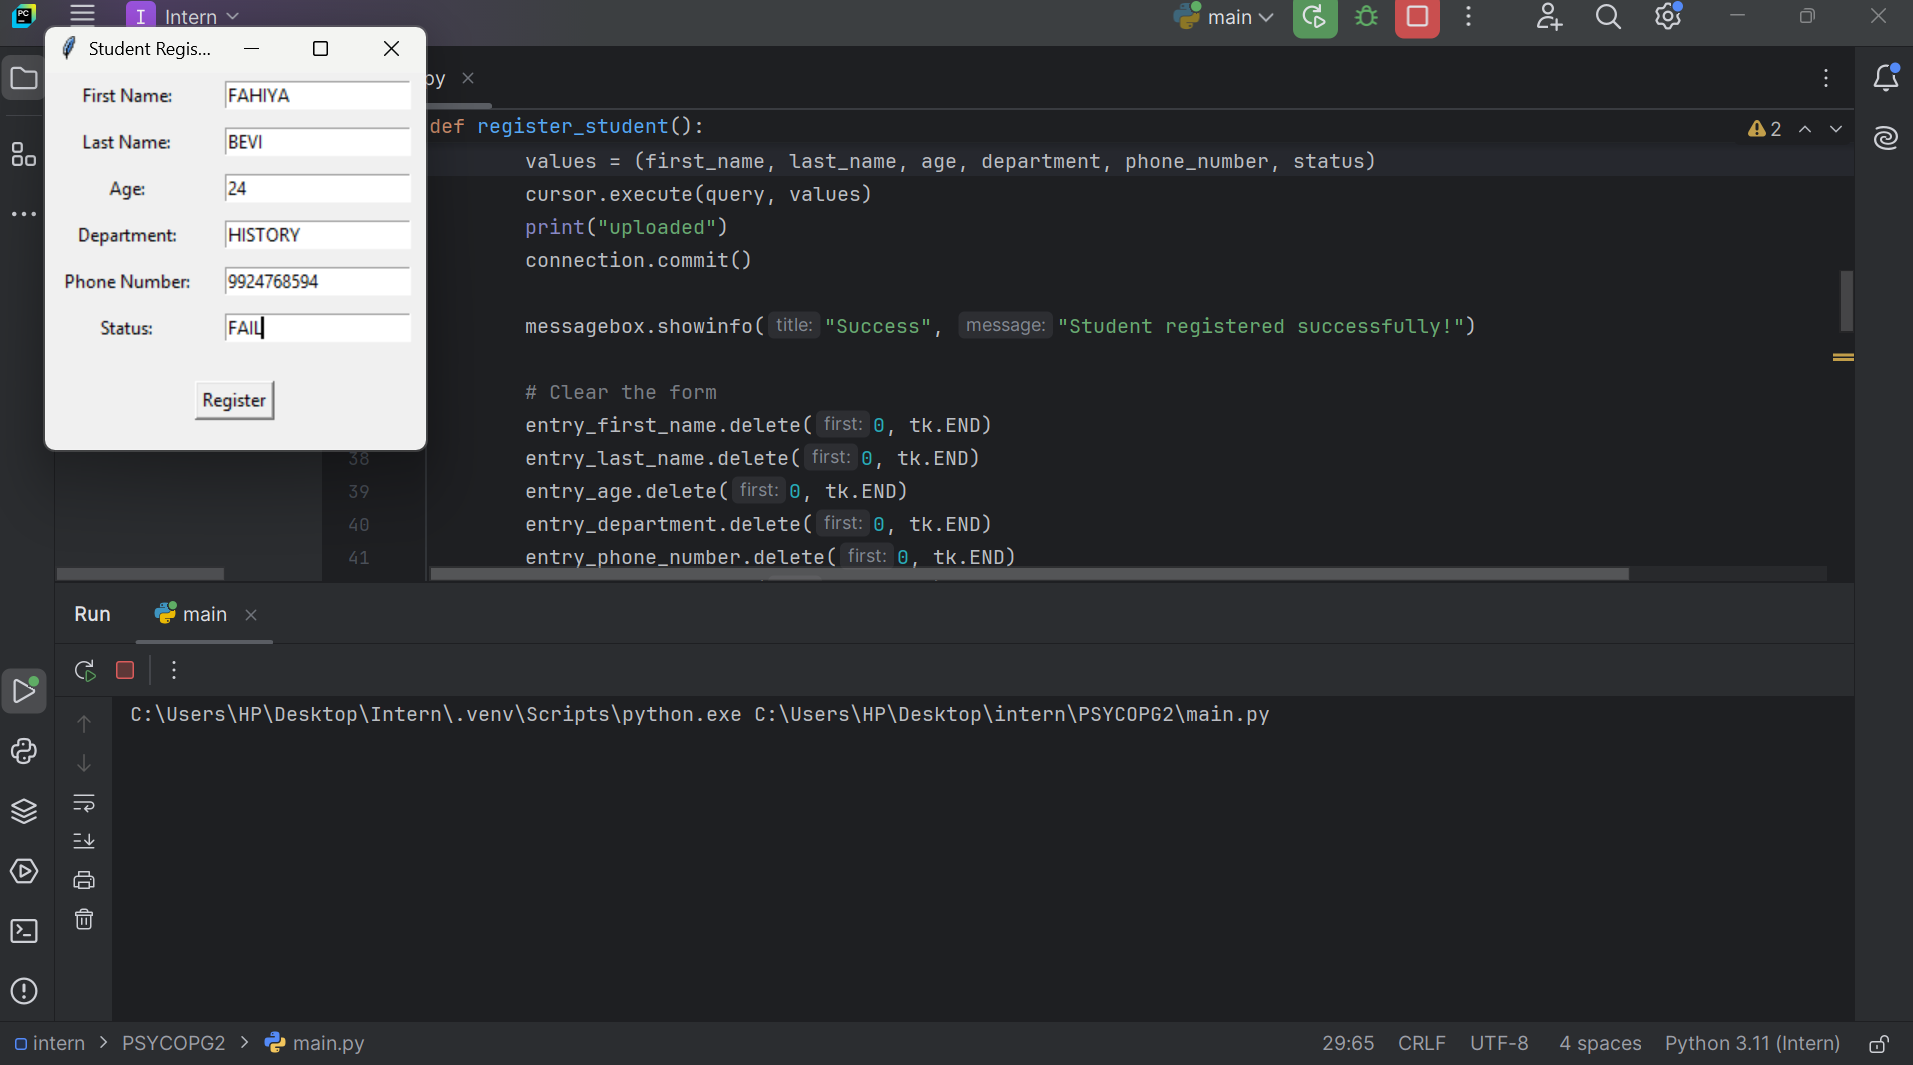 PC
I Intern
main
Student Regis...
First Name: FAHIYA
Last Name: BEVI
Age: 24
Department: HISTORY
Phone Number: 9924768594
Status: FAIL
Register
py
def register_student():
2
values = (first_name, last_name, age, department, phone_number, status)
cursor.execute(query, values)
print("uploaded")
connection.commit()
messagebox.showinfo( title: "Success", message: "Student registered successfully!")
# Clear the form
entry_first_name.delete( first: 0, tk.END)
38 entry_last_name.delete( first: 0, tk.END)
39 entry_age.delete( first: 0, tk.END)
40 entry_department.delete( first: 0, tk.END)
41 entry_phone_number.delete( first: 0, tk.END)
Run main
C:\Users\HP\Desktop\Intern\.venv\Scripts\python.exe C:\Users\HP\Desktop\intern\PSYCOPG2\main.py
intern > PSYCOPG2 > main.py
29:65 CRLF UTF-8 4 spaces Python 3.11 (Intern)